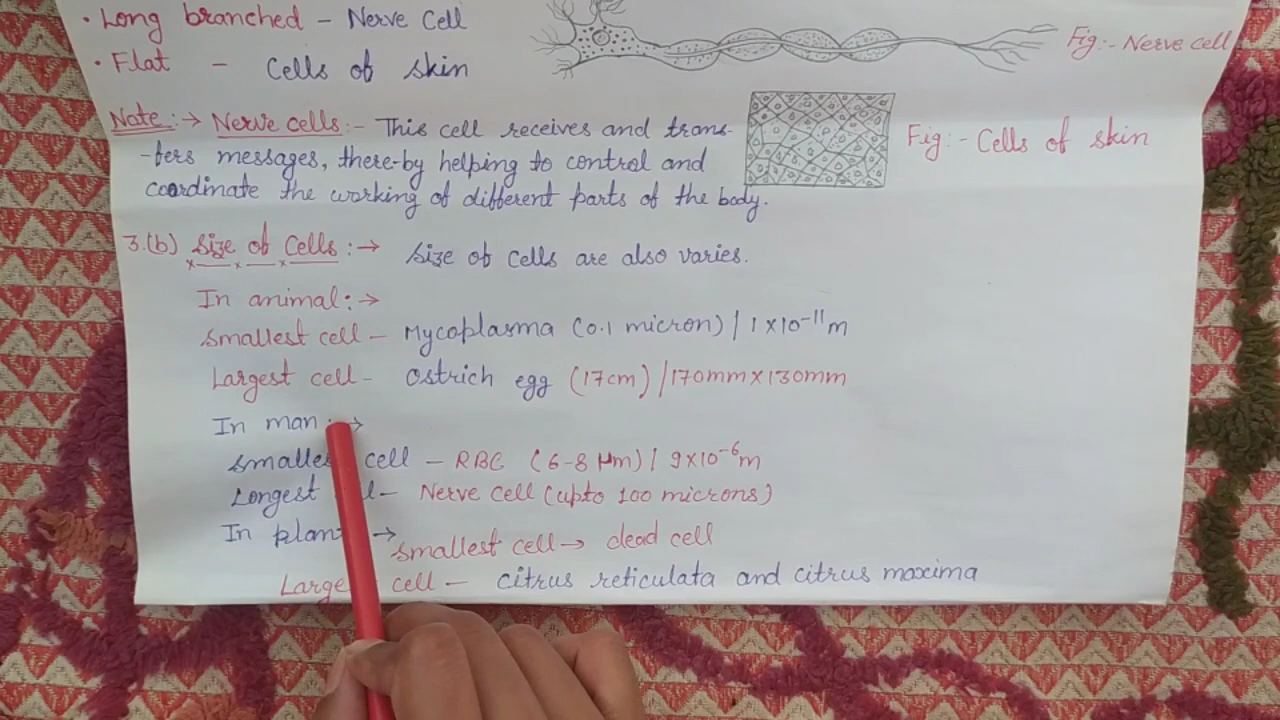 • Long branched - Nerve Cell
• Flat - Cells of skin
Fig:- Nerve cell
Note:→ Nerve cells:- This cell receives and trans-
-fers messages, there-by helping to control and
coordinate the working of different parts of the body.
Fig:- Cells of skin
3.(b) Size of Cells:→ Size of cells are also varies.
In animal:→
Smallest cell - Mycoplasma (0.1 micron) / 1×10⁻¹¹m
Largest cell - Ostrich egg (17cm) / 170mm×130mm
In man:→
Smallest cell - RBC (6-8 μm) / 9×10⁻⁶m
Longest - Nerve cell (upto 100 microns)
In → Smallest cell → dead cell
cell - citrus reticulata and citrus maxima